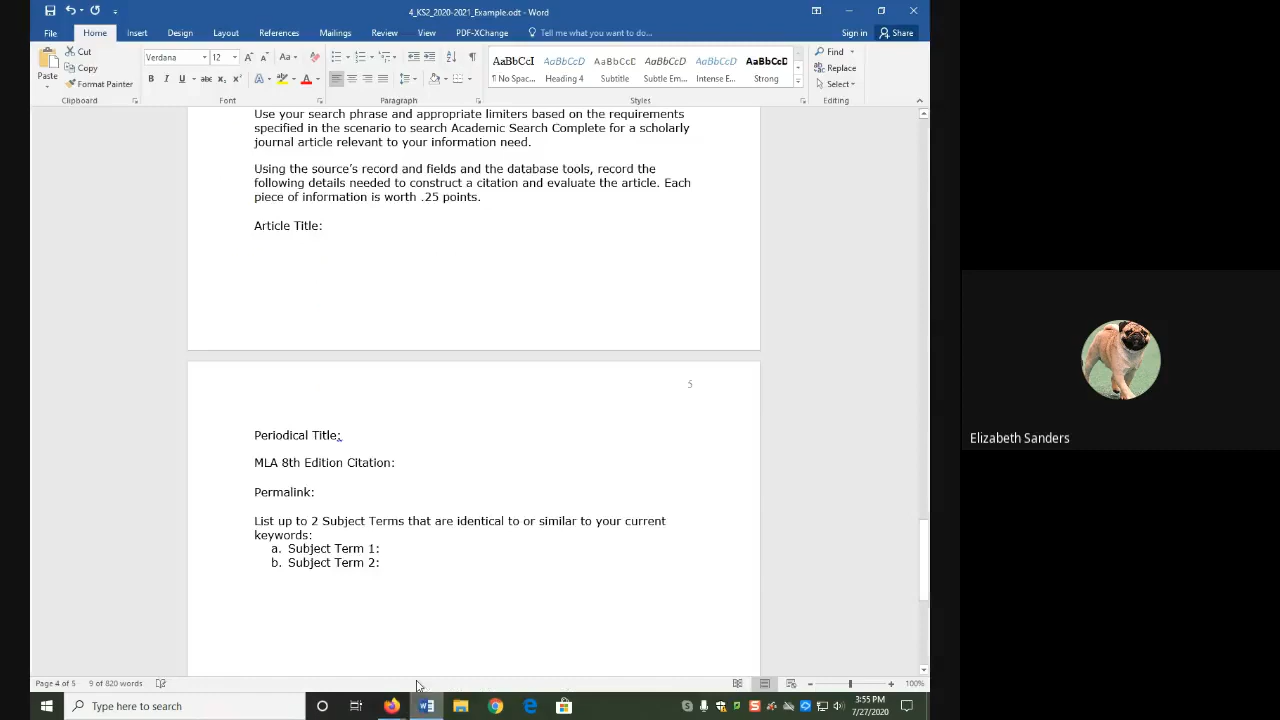 4_KS2_2020-2021_Example.odt - Word
File Home Insert Design Layout References Mailings Review View PDF-XChange Tell me what you want to do... Sign in Share
Paste
Cut
Copy
Format Painter
Verdana 12 Aa
B I U abc x₂ x² A ab A
AaBbCcI AaBbCcD AaBbCcD AaBbCcD AaBbCcD AaBbCcD
¶ No Spac... Heading 4 Subtitle Subtle Em... Intense E... Strong
Find
Replace
Select
Clipboard Font Paragraph Styles Editing
Use your search phrase and appropriate limiters based on the requirements
specified in the scenario to search Academic Search Complete for a scholarly
journal article relevant to your information need.
Using the source's record and fields and the database tools, record the
following details needed to construct a citation and evaluate the article. Each
piece of information is worth .25 points.
Article Title:
5
Periodical Title:
MLA 8th Edition Citation:
Permalink:
List up to 2 Subject Terms that are identical to or similar to your current
keywords:
a. Subject Term 1:
b. Subject Term 2:
Page 4 of 5 9 of 820 words 100%
Type here to search
3:55 PM
7/27/2020
Elizabeth Sanders